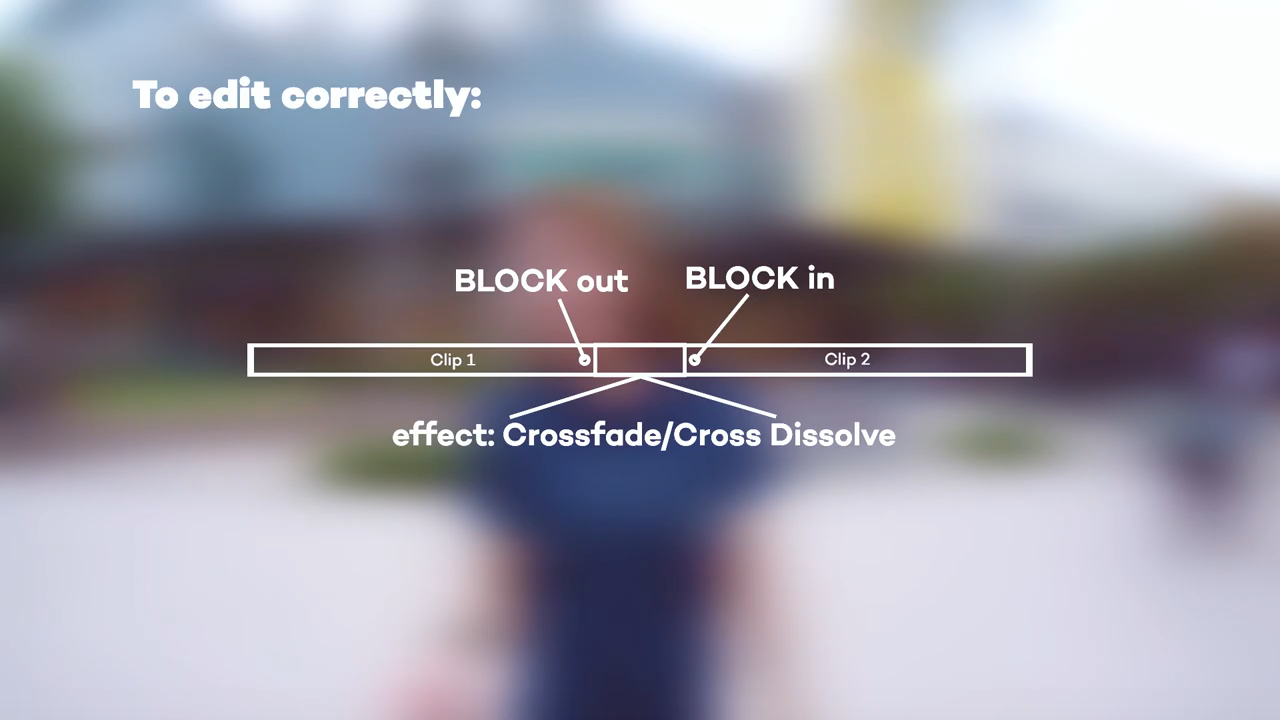 To edit correctly:
BLOCK out
BLOCK in
Clip 1
Clip 2
effect: Crossfade/Cross Dissolve